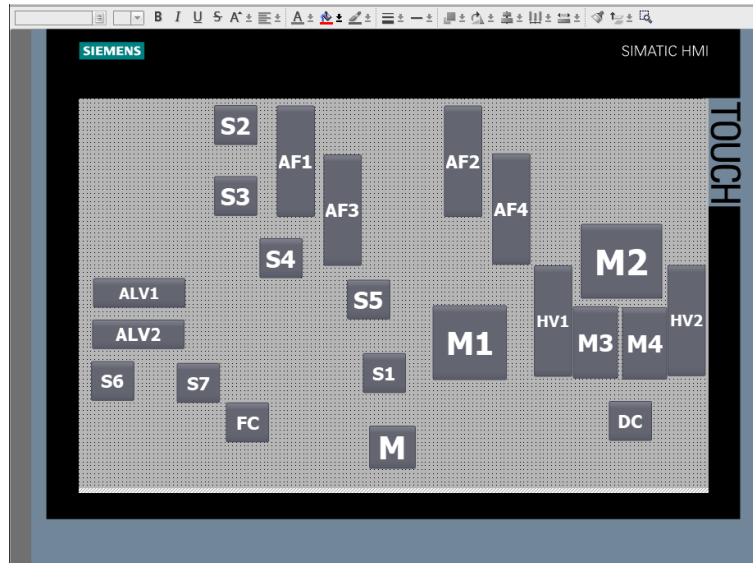 B I U S A
SIEMENS
SIMATIC HMI
TOUCH
S2
AF1
AF2
S3
AF3
AF4
S4
M2
ALV1
S5
HV1
HV2
ALV2
M1
M3
M4
S6
S7
S1
FC
DC
M